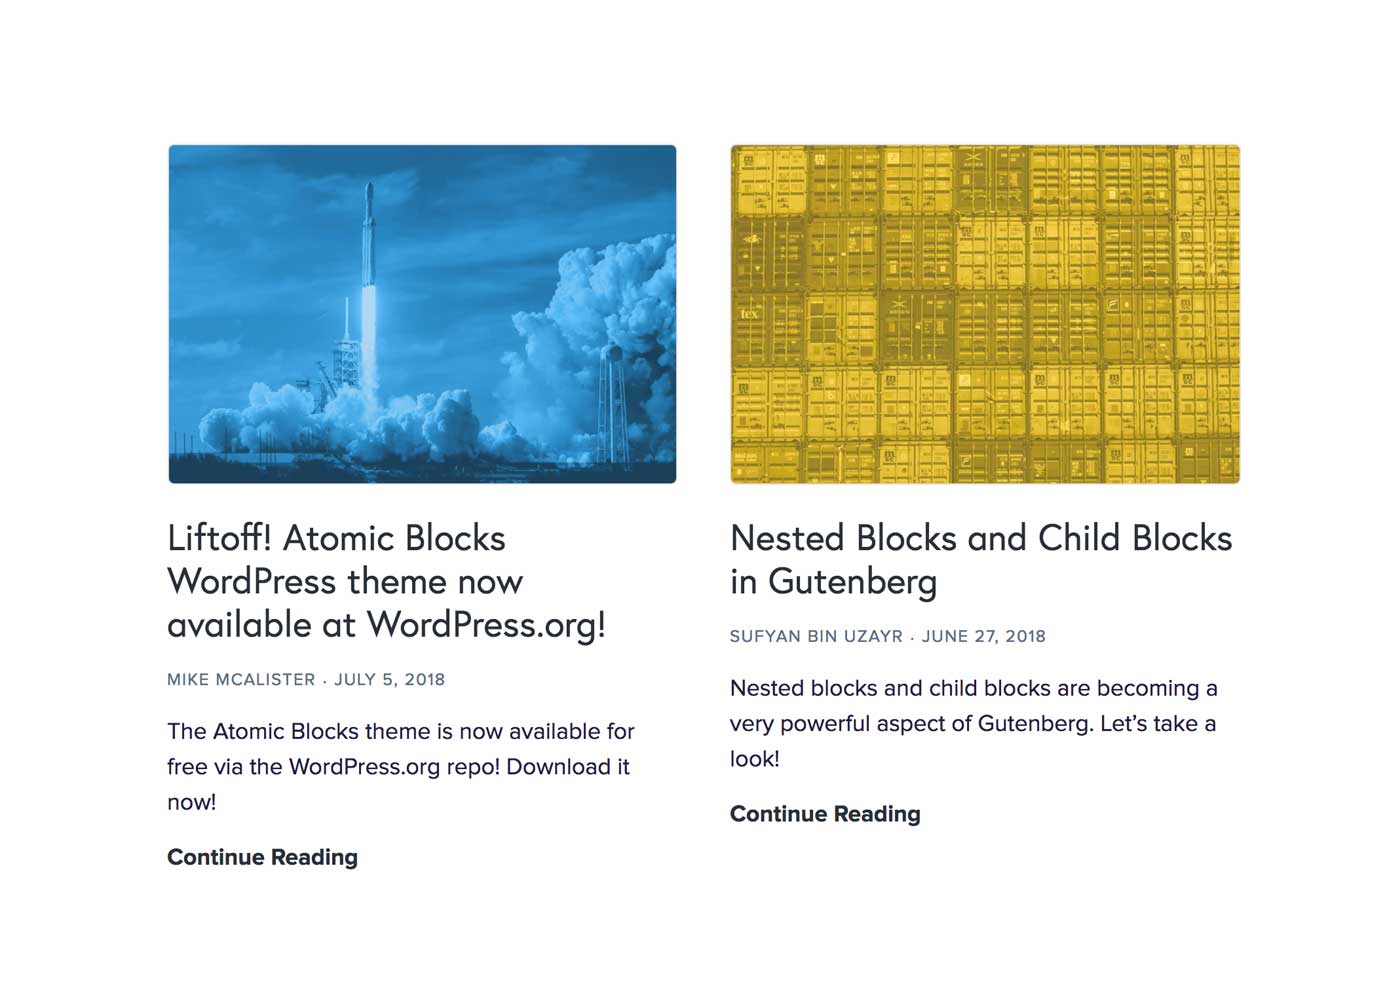 Liftoff! Atomic Blocks
WordPress theme now
available at WordPress.org!
MIKE MCALISTER · JULY 5, 2018
The Atomic Blocks theme is now available for
free via the WordPress.org repo! Download it
now!
Continue Reading
tex
Nested Blocks and Child Blocks
in Gutenberg
SUFYAN BIN UZAYR · JUNE 27, 2018
Nested blocks and child blocks are becoming a
very powerful aspect of Gutenberg. Let’s take a
look!
Continue Reading